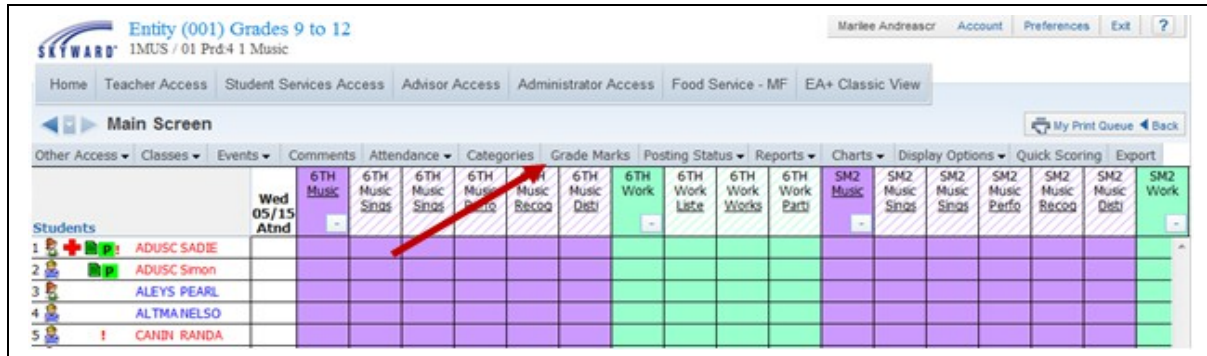 Entity (001) Grades 9 to 12
Marilee Andreascr Account Preferences Exit ?
SKYWARD
1MUS / 01 Prd:4 1 Music
Home Teacher Access Student Services Access Advisor Access Administrator Access Food Service - MF EA+ Classic View
Main Screen
My Print Queue Back
Other Access Classes Events Comments Attendance Categories Grade Marks Posting Status Reports Charts Display Options Quick Scoring Export
6TH 6TH 6TH 6TH 6TH 6TH 6TH 6TH 6TH 6TH SM2 SM2 SM2 SM2 SM2 SM2 SM2
Wed Music Music Music Music Music Music Work Work Work Work Music Music Music Music Music Music Work
05/15 Sings Sings Perfo Recog Disti Liste Works Parti Sings Sings Perfo Recog Disti
Students Atnd
1 P ! ADUSC SADIE
2 P ADUSC Simon
3 ALEYS PEARL
4 ALTMA NELSO
5 ! CANIN RANDA